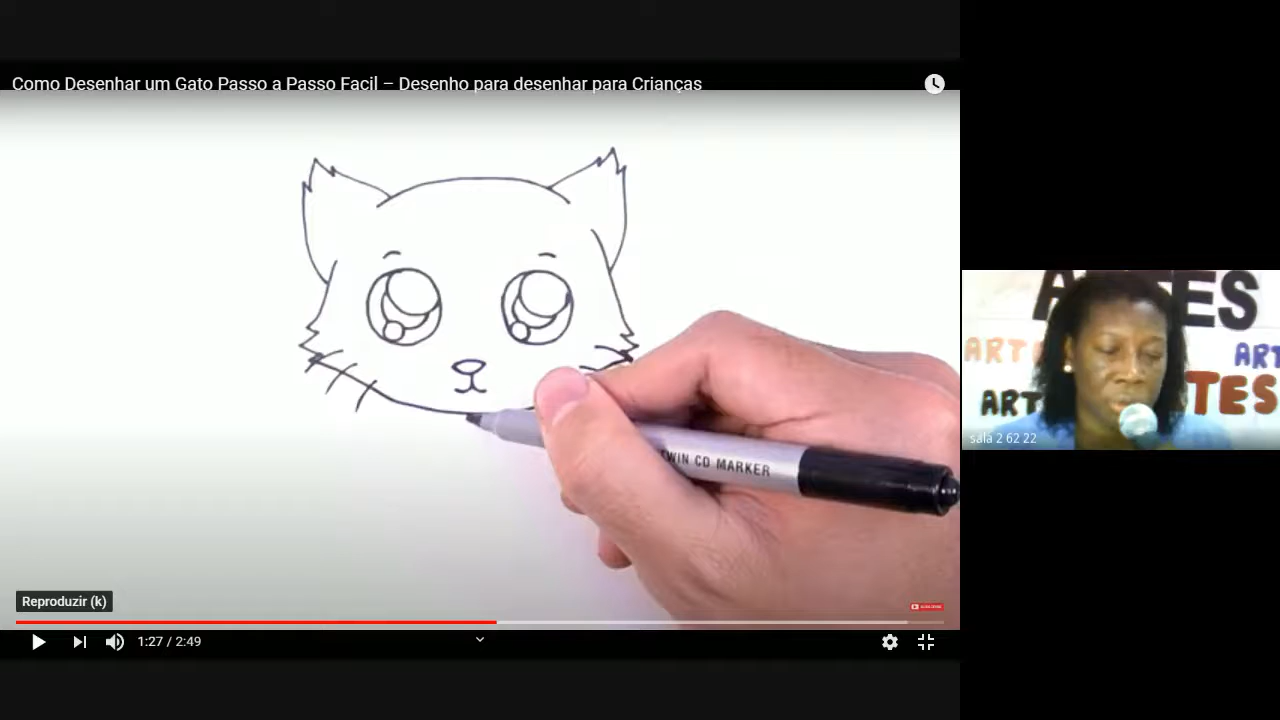 Como Desenhar um Gato Passo a Passo Facil – Desenho para desenhar para Crianças
TWIN CD MARKER
Reproduzir (k)
1:27 / 2:49
ARTES
ART
ART
ART
TES
sala 2 62 22